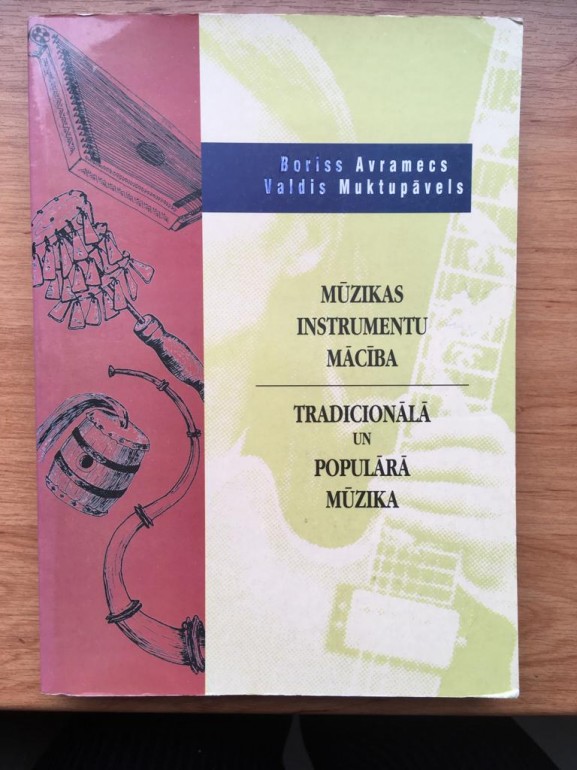 Boriss Avramecs
Valdis Muktupāvels
MŪZIKAS
INSTRUMENTU
MĀCĪBA
TRADICIONĀLĀ
UN
POPULĀRĀ
MŪZIKA